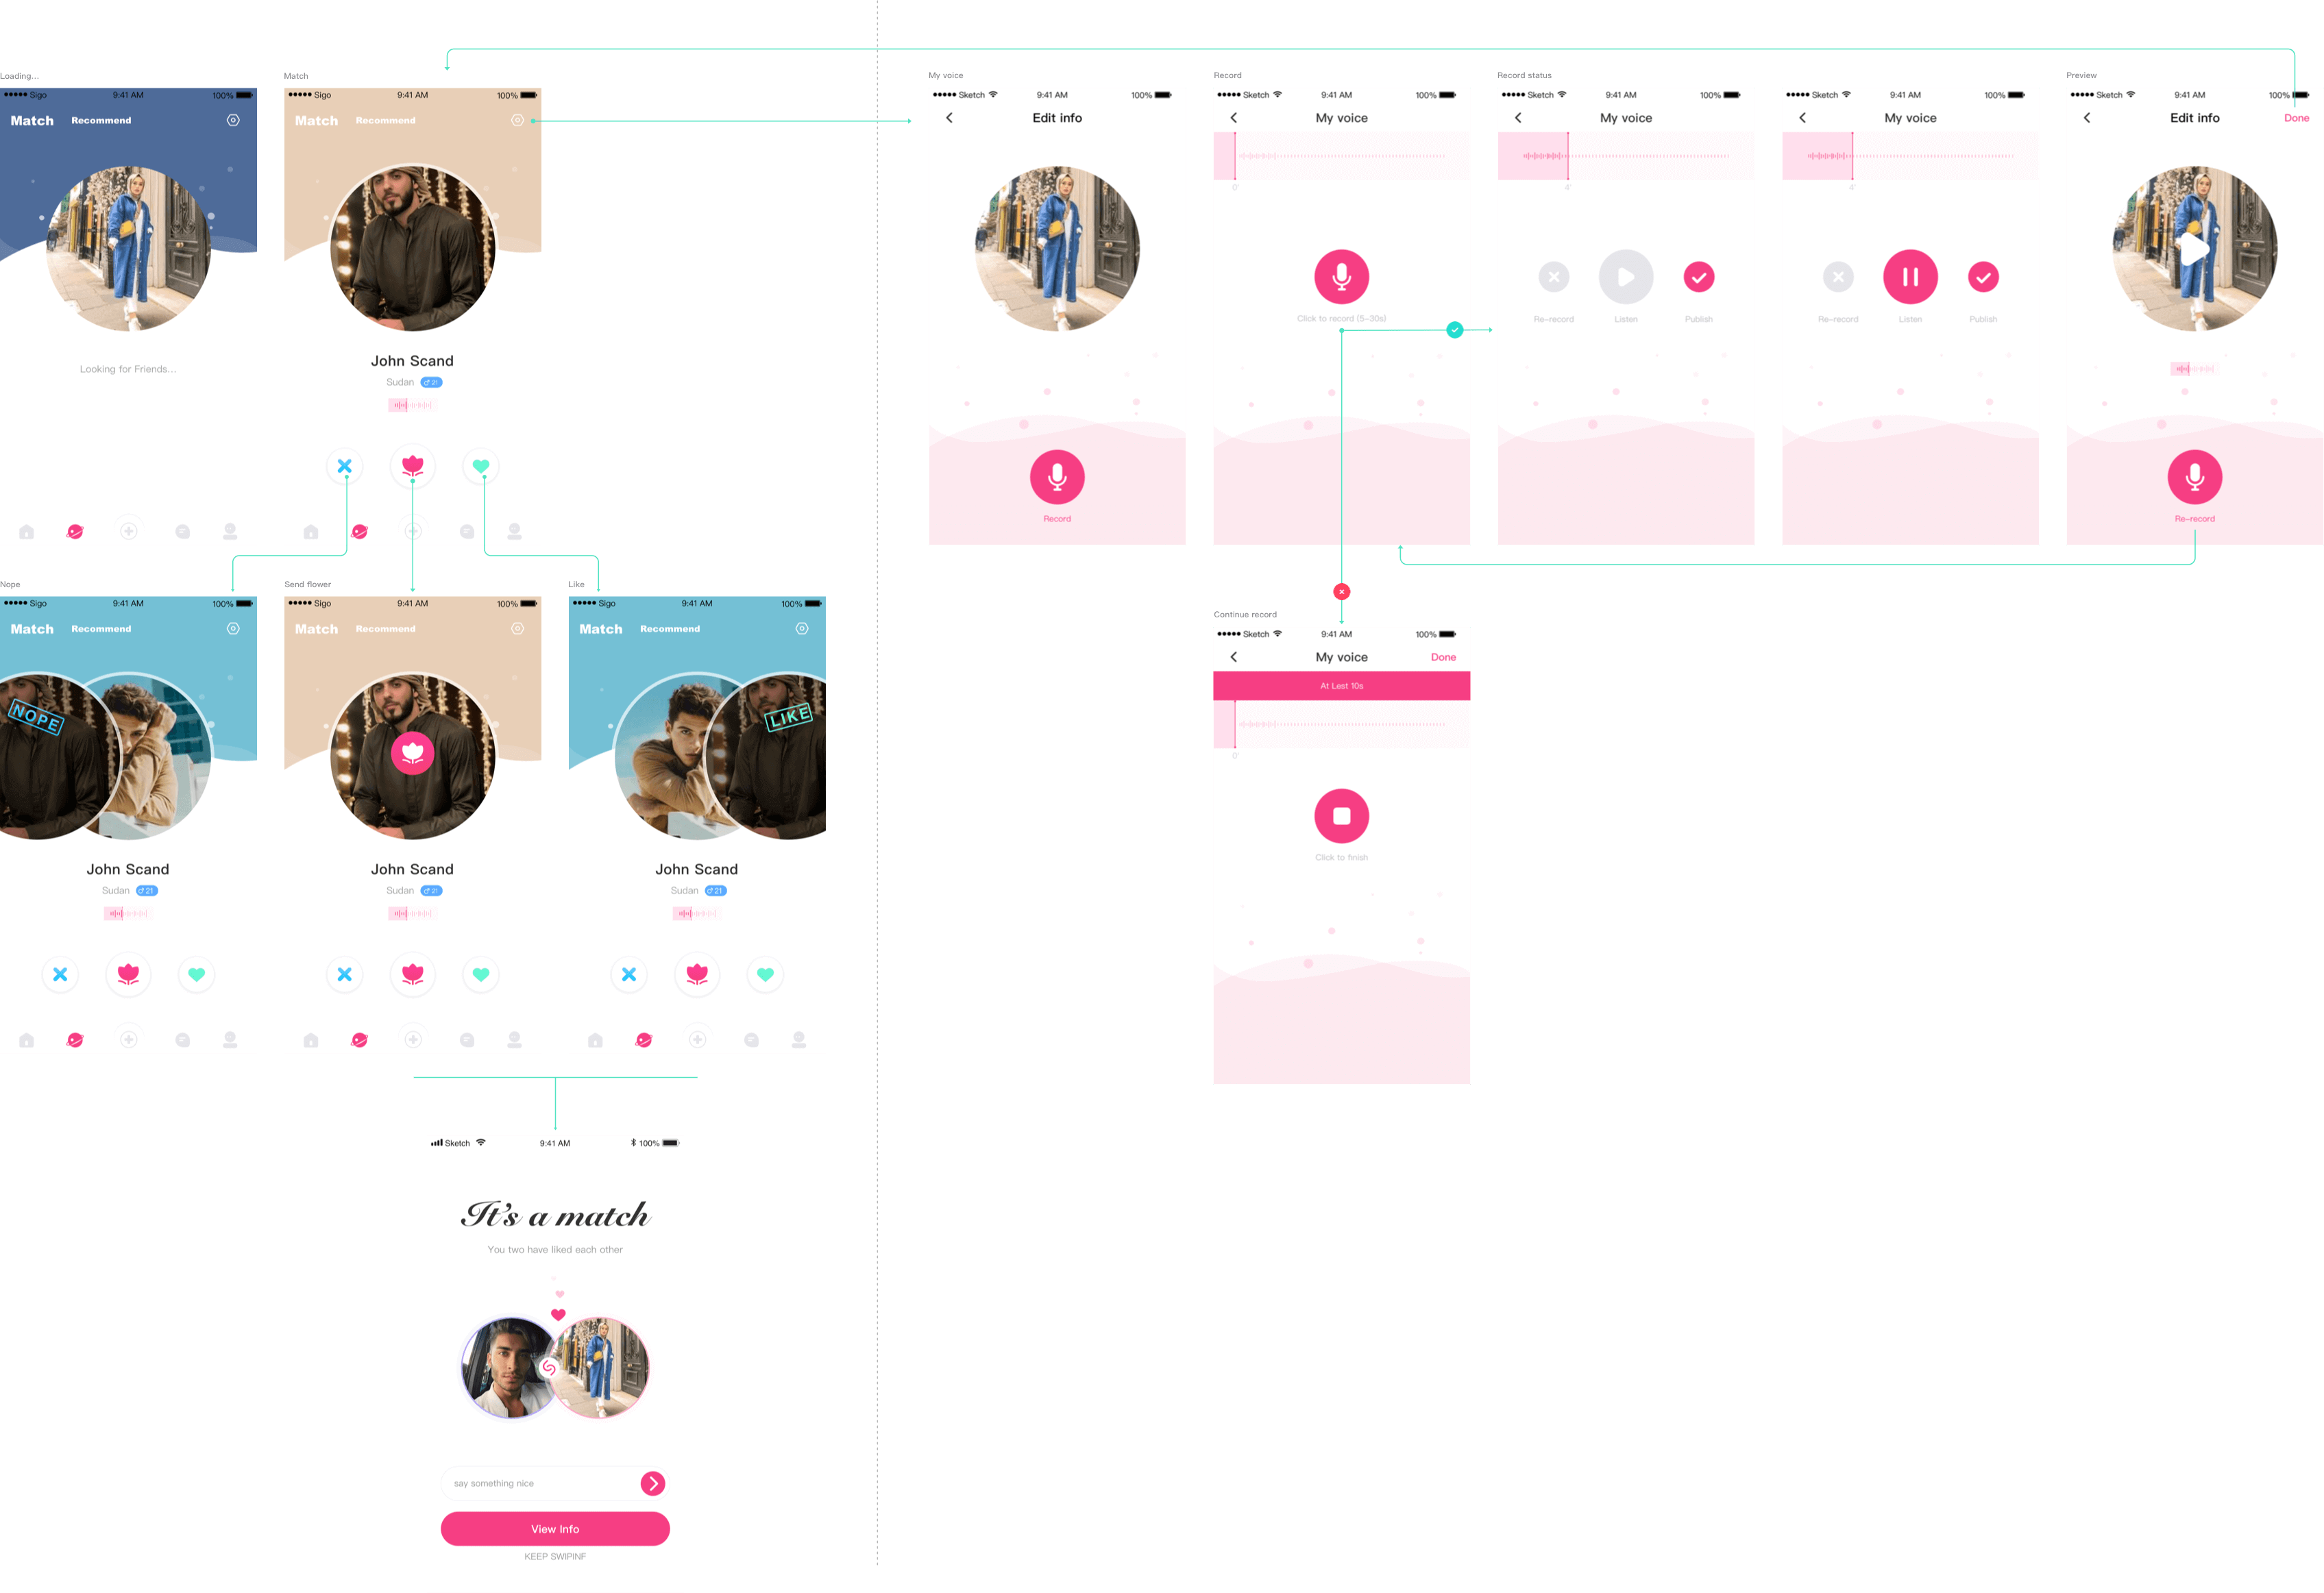 Loading...
Sigo 9:41 AM 100%
Match Recommend
Looking for Friends...
Match
Sigo 9:41 AM 100%
Match Recommend
John Scand
Sudan 21
Nope
Sigo 9:41 AM 100%
Match Recommend
NOPE
John Scand
Sudan 21
Send flower
Sigo 9:41 AM 100%
Match Recommend
John Scand
Sudan 21
Like
Sigo 9:41 AM 100%
Match Recommend
LIKE
John Scand
Sudan 21
Sketch 9:41 AM 100%
It's a match
You two have liked each other
say something nice
View Info
KEEP SWIPINF
My voice
Sketch 9:41 AM 100%
Edit info
Record
Record
Sketch 9:41 AM 100%
My voice
0'
Click to record (5-30s)
Record status
Sketch 9:41 AM 100%
My voice
4'
Re-record Listen Publish
Sketch 9:41 AM 100%
My voice
4'
Re-record Listen Publish
Preview
Sketch 9:41 AM 100%
Edit info Done
Re-record
Continue record
Sketch 9:41 AM 100%
My voice Done
At Last 10s
0'
Click to finish